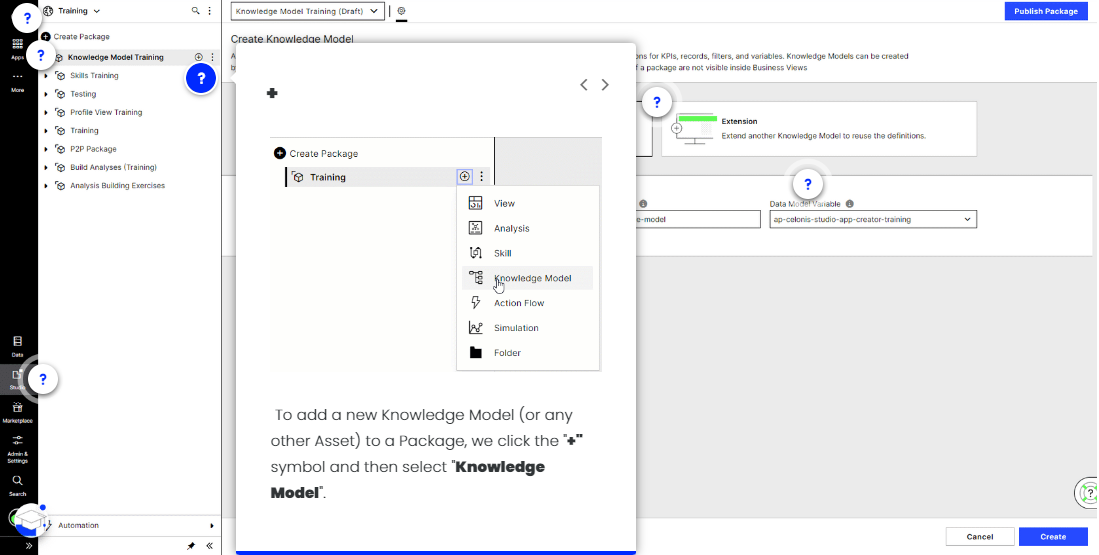 Training
Knowledge Model Training (Draft)
Publish Package
Create Package
Create Knowledge Model
Apps
Knowledge Model Training
ons for KPIs, records, filters, and variables. Knowledge Models can be created
f a package are not visible inside Business Views
More
Skills Training
Testing
Profile View Training
Training
P2P Package
Build Analyses (Training)
Analysis Building Exercises
?
?
?
?
?
?
+
Extension
Extend another Knowledge Model to reuse the definitions.
Create Package
Training
View
Analysis
Skill
Knowledge Model
Action Flow
Simulation
Folder
Data Model Variable
e-model
ap-celonis-studio-app-creator-training
To add a new Knowledge Model (or any
other Asset) to a Package, we click the "+"
symbol and then select "Knowledge
Model".
Data
Studio
Marketplace
Admin &
Settings
Search
Automation
?
Cancel
Create